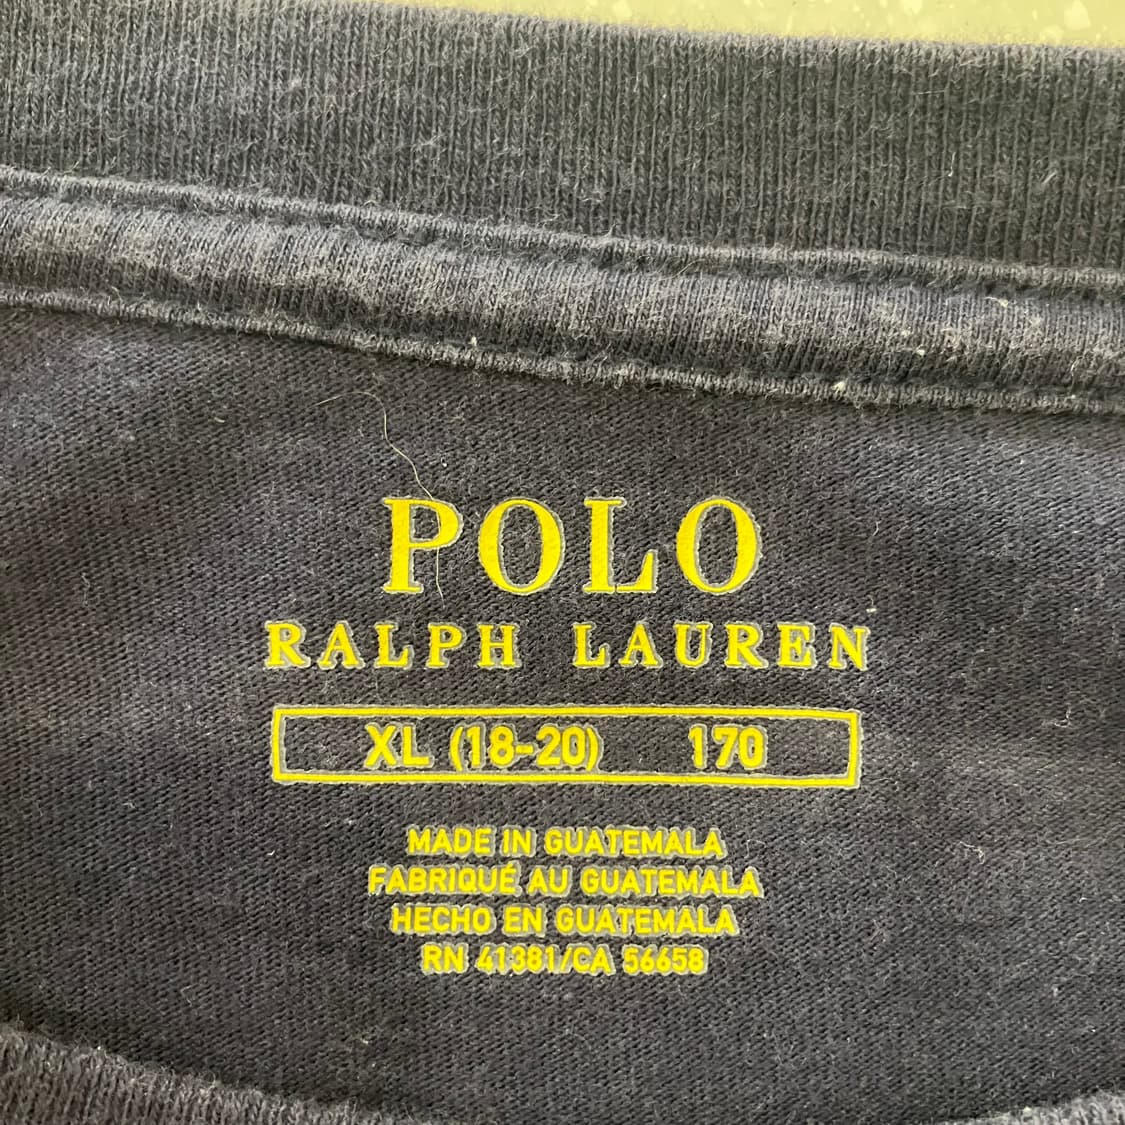 POLO
RALPH LAUREN
XL (18-20) 170
MADE IN GUATEMALA
FABRIQUÉ AU GUATEMALA
HECHO EN GUATEMALA
RN 41381/CA 56658